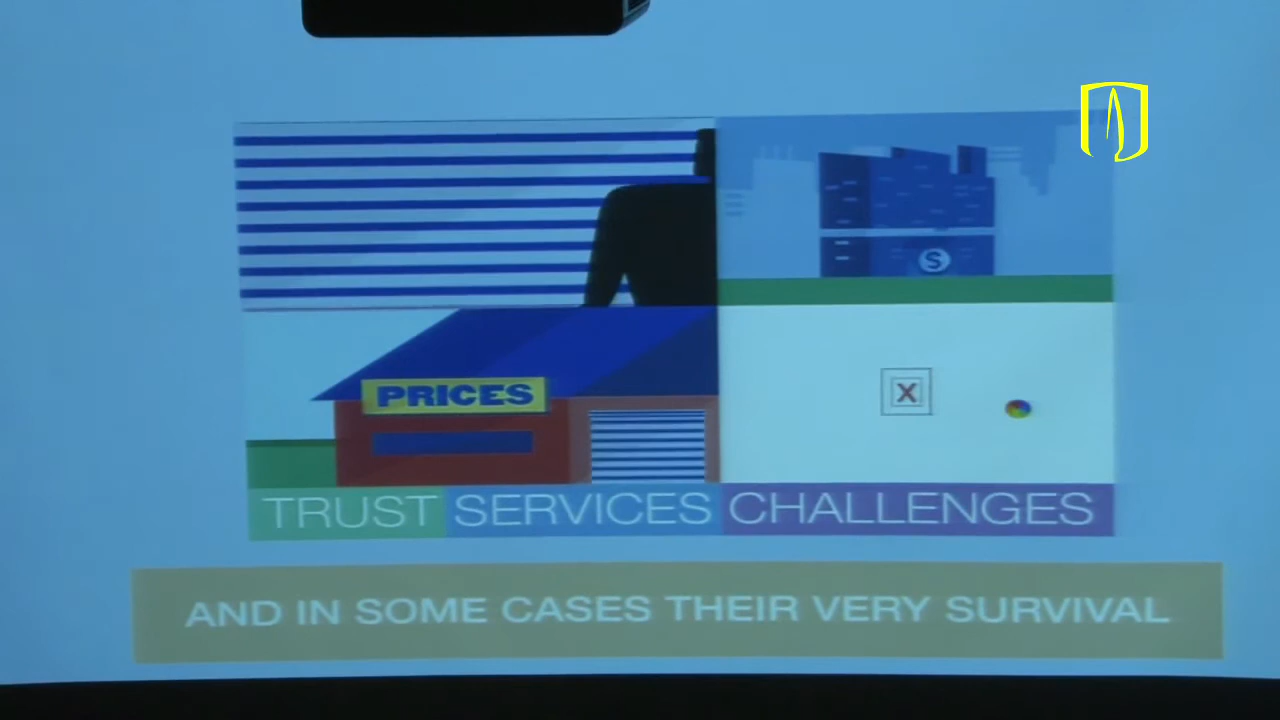 S
PRICES
X
TRUST SERVICES CHALLENGES
AND IN SOME CASES THEIR VERY SURVIVAL